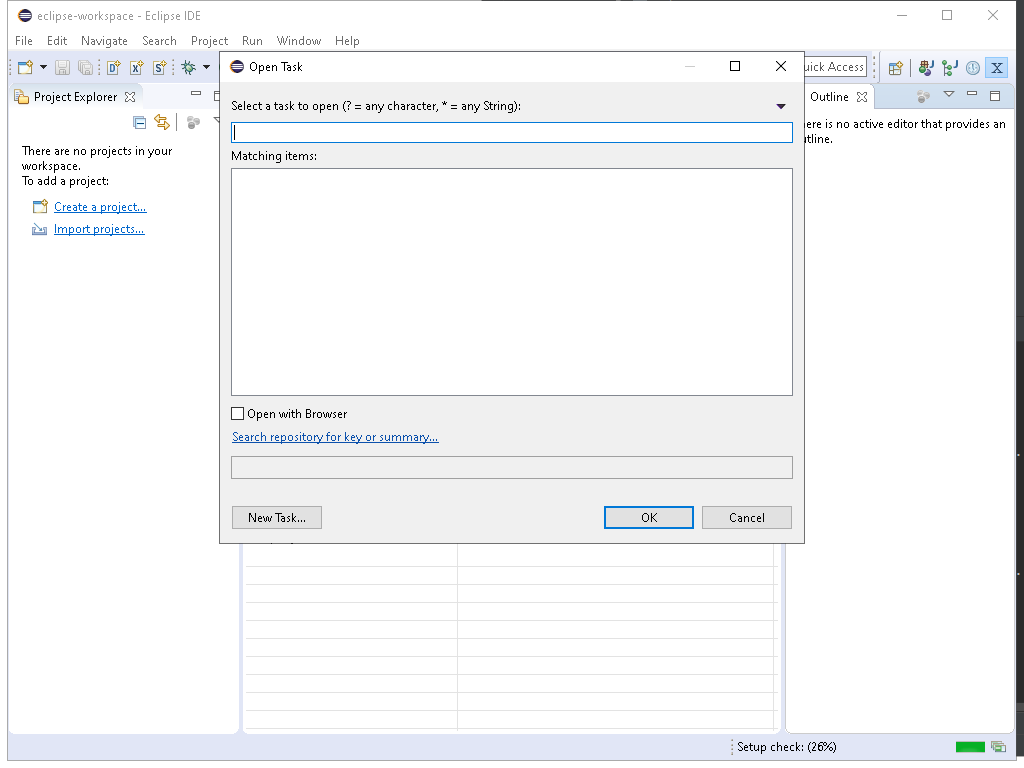 eclipse-workspace - Eclipse IDE
File Edit Navigate Search Project Run Window Help
Open Task
uick Access
Project Explorer
Outline
Select a task to open (? = any character, * = any String):
ere is no active editor that provides an
tline.
Matching items:
There are no projects in your
workspace.
To add a project:
Create a project...
Import projects...
Open with Browser
Search repository for key or summary...
New Task...
OK
Cancel
Setup check: (26%)